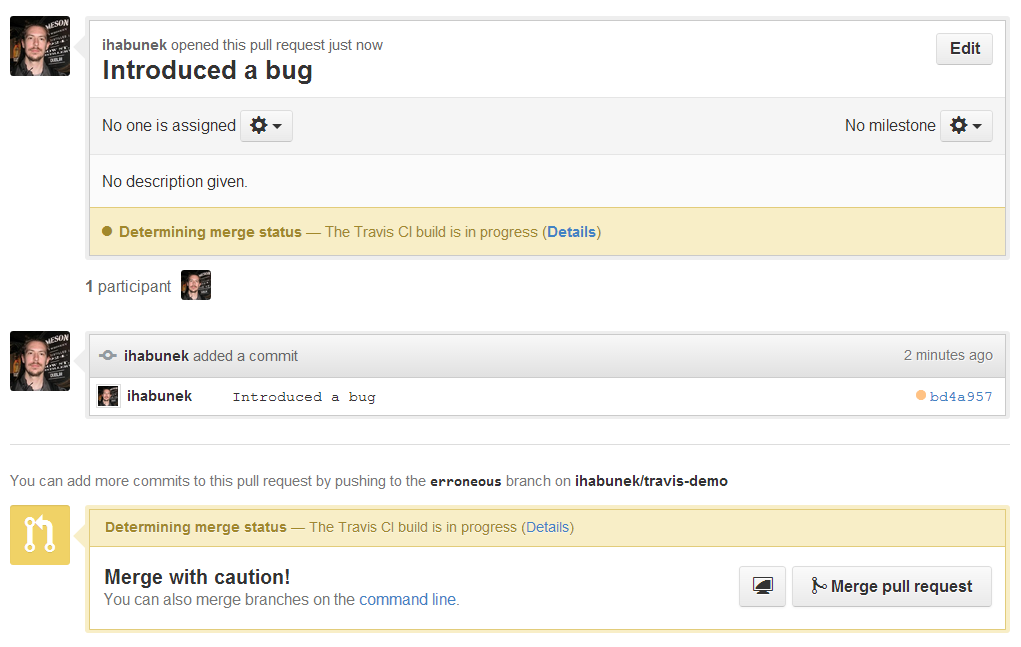 ihabunek opened this pull request just now
Edit
Introduced a bug
No one is assigned
No milestone
No description given.
Determining merge status — The Travis CI build is in progress (Details)
1 participant
ihabunek added a commit
2 minutes ago
ihabunek Introduced a bug bd4a957
You can add more commits to this pull request by pushing to the erroneous branch on ihabunek/travis-demo
Determining merge status — The Travis CI build is in progress (Details)
Merge with caution!
You can also merge branches on the command line.
Merge pull request